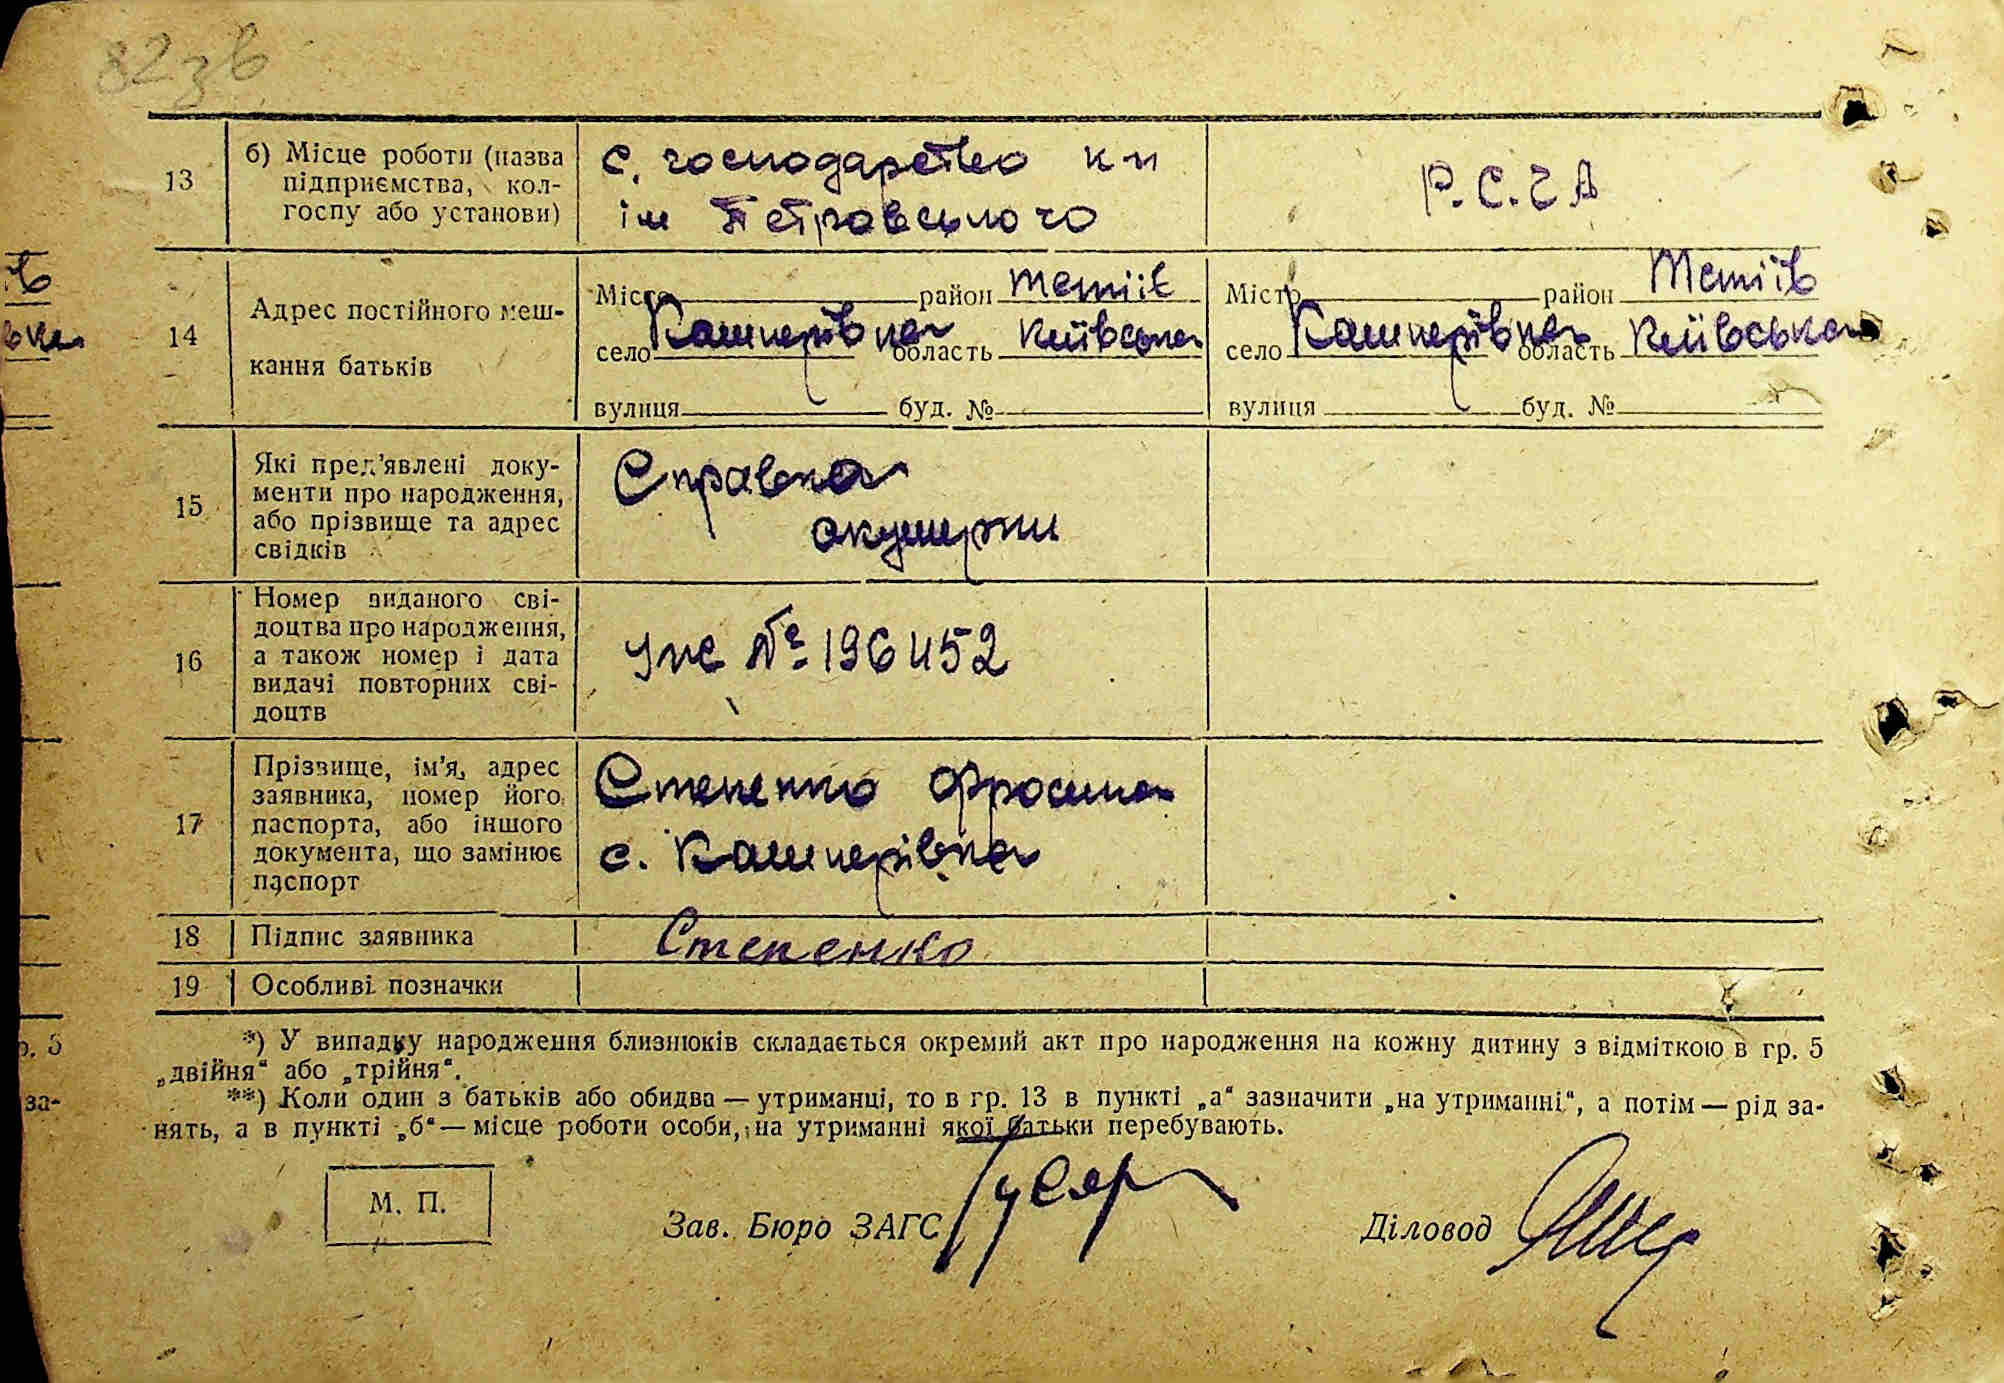 82зв
13
б) Місце роботи (назва
підприємства, кол-
госпу або установи)
с. господарство к п
ім Петровського
Р.С.Ч А
14
Адрес постійного меш-
кання батьків
Місто район Тетіїв
село Кашперівка область Київська
вулиця буд. №
Місто район Тетіїв
село Кашперівка область Київська
вулиця буд. №
15
Які пред'явлені доку-
менти про народження,
або прізвище та адрес
свідків
Справка
акушерки
16
Номер виданого сві-
доцтва про народження,
а також номер і дата
видачі повторних сві-
доцтв
№ 196452
17
Прізвище, ім'я, адрес
заявника, номер його
паспорта, або іншого
документа, що замінює
паспорт
Степенко Фросина
с. Кашперівка
18
Підпис заявника
Степенко
19
Особливі позначки
*) У випадку народження близнюків складається окремий акт про народження на кожну дитину з відміткою в гр. 5
„двійня“ або „трійня“.
**) Коли один з батьків або обидва — утриманці, то в гр. 13 в пункті „а“ зазначити „на утриманні“, а потім — рід за-
нять, а в пункті „б“ — місце роботи особи, на утриманні якої батьки перебувають.
М. П.
Зав. Бюро ЗАГС
Діловод